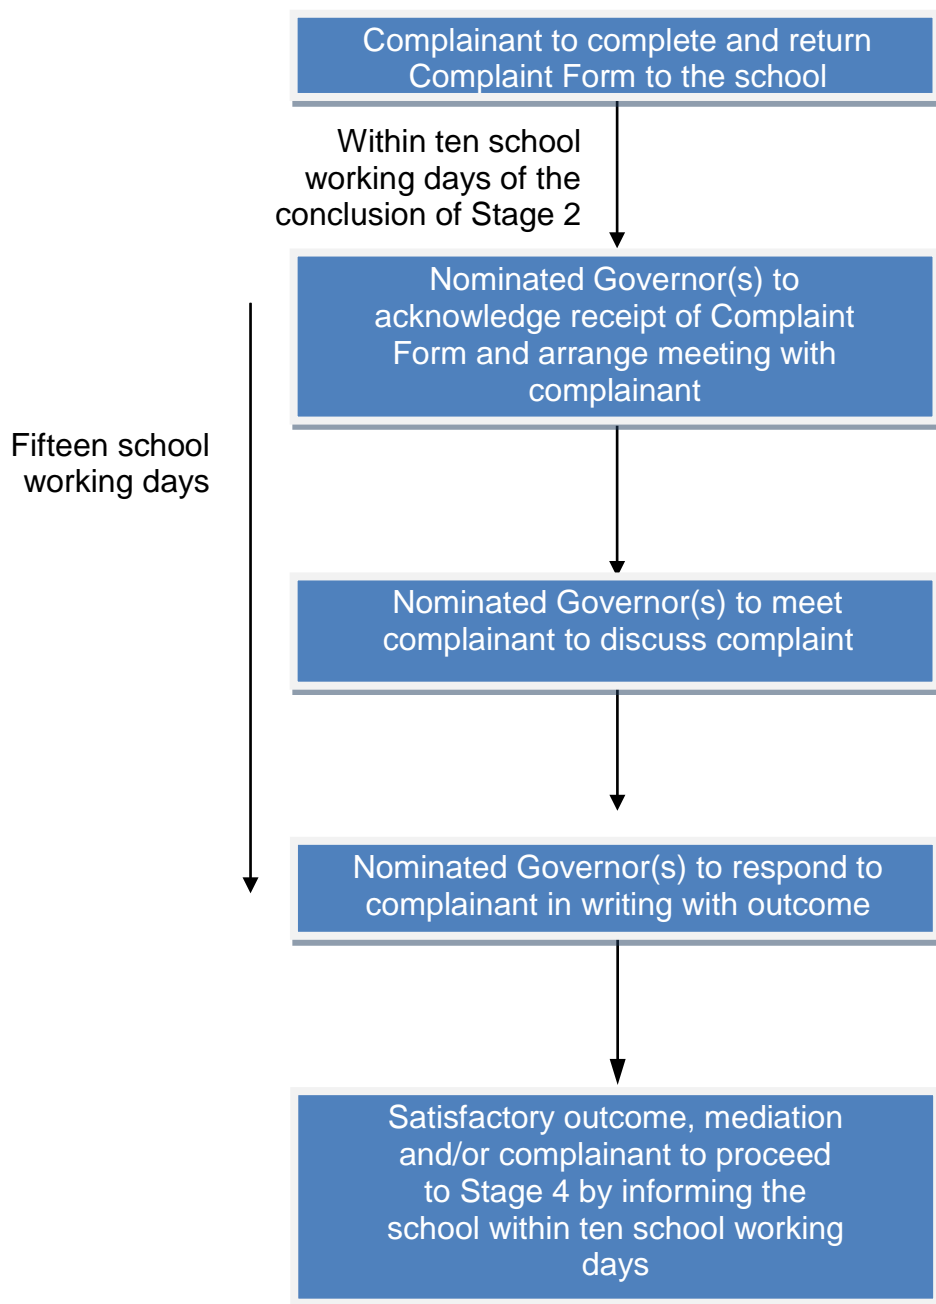 Complainant to complete and return
Complaint Form to the school
Within ten school
working days of the
conclusion of Stage 2
Nominated Governor(s) to
acknowledge receipt of Complaint
Form and arrange meeting with
complainant
Fifteen school
working days
Nominated Governor(s) to meet
complainant to discuss complaint
Nominated Governor(s) to respond to
complainant in writing with outcome
Satisfactory outcome, mediation
and/or complainant to proceed
to Stage 4 by informing the
school within ten school working
days